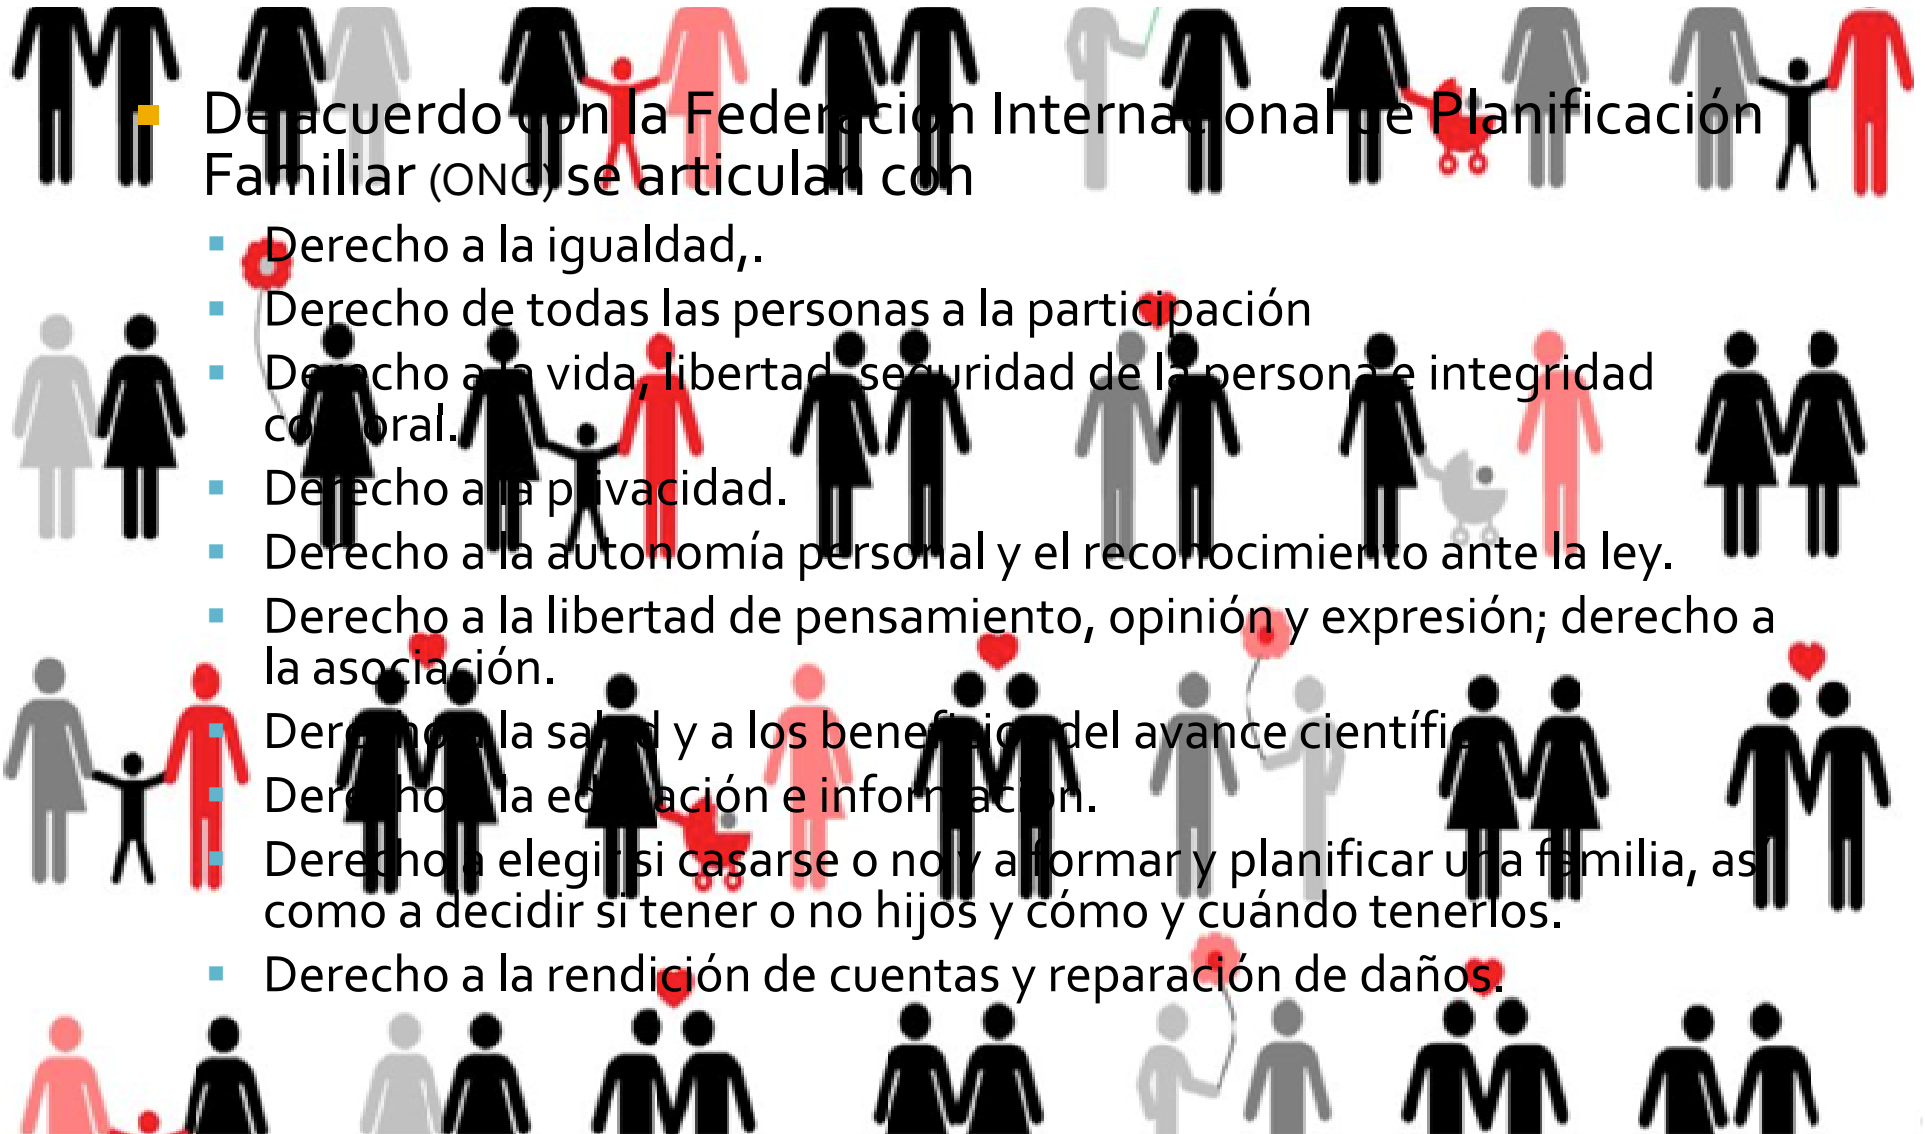 De acuerdo con la Federación Internacional de Planificación
Familiar (ONG) se articulan con
Derecho a la igualdad,.
Derecho de todas las personas a la participación
Derecho a la vida, libertad, seguridad de la persona e integridad
corporal.
Derecho a la privacidad.
Derecho a la autonomía personal y el reconocimiento ante la ley.
Derecho a la libertad de pensamiento, opinión y expresión; derecho a
la asociación.
Derecho a la salud y a los beneficios del avance científico.
Derecho a la educación e información.
Derecho a elegir si casarse o no y a formar y planificar una familia, así
como a decidir si tener o no hijos y cómo y cuándo tenerlos.
Derecho a la rendición de cuentas y reparación de daños.